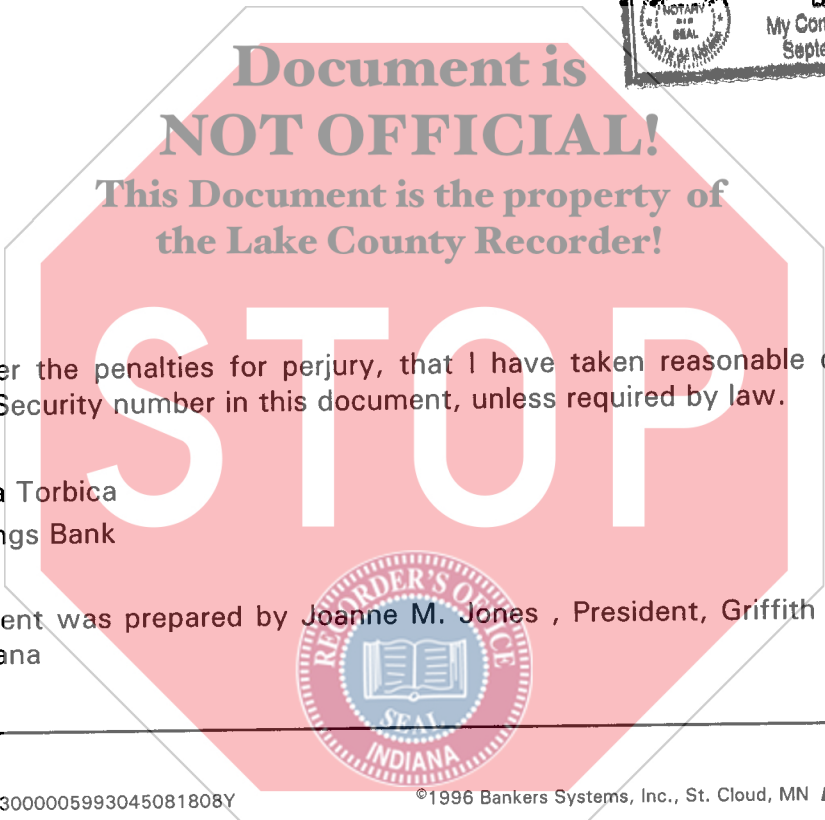 NOTARY
SEAL
My Con
Septe
Document is
NOT OFFICIAL!
This Document is the property of
the Lake County Recorder!
STOP
er the penalties for perjury, that I have taken reasonable
Security number in this document, unless required by law.
a Torbica
ngs Bank
ent was prepared by Joanne M. Jones , President, Griffith
ana
RECORDER'S OFFICE
SEAL
INDIANA
3000005993045081808Y
©1996 Bankers Systems, Inc., St. Cloud, MN